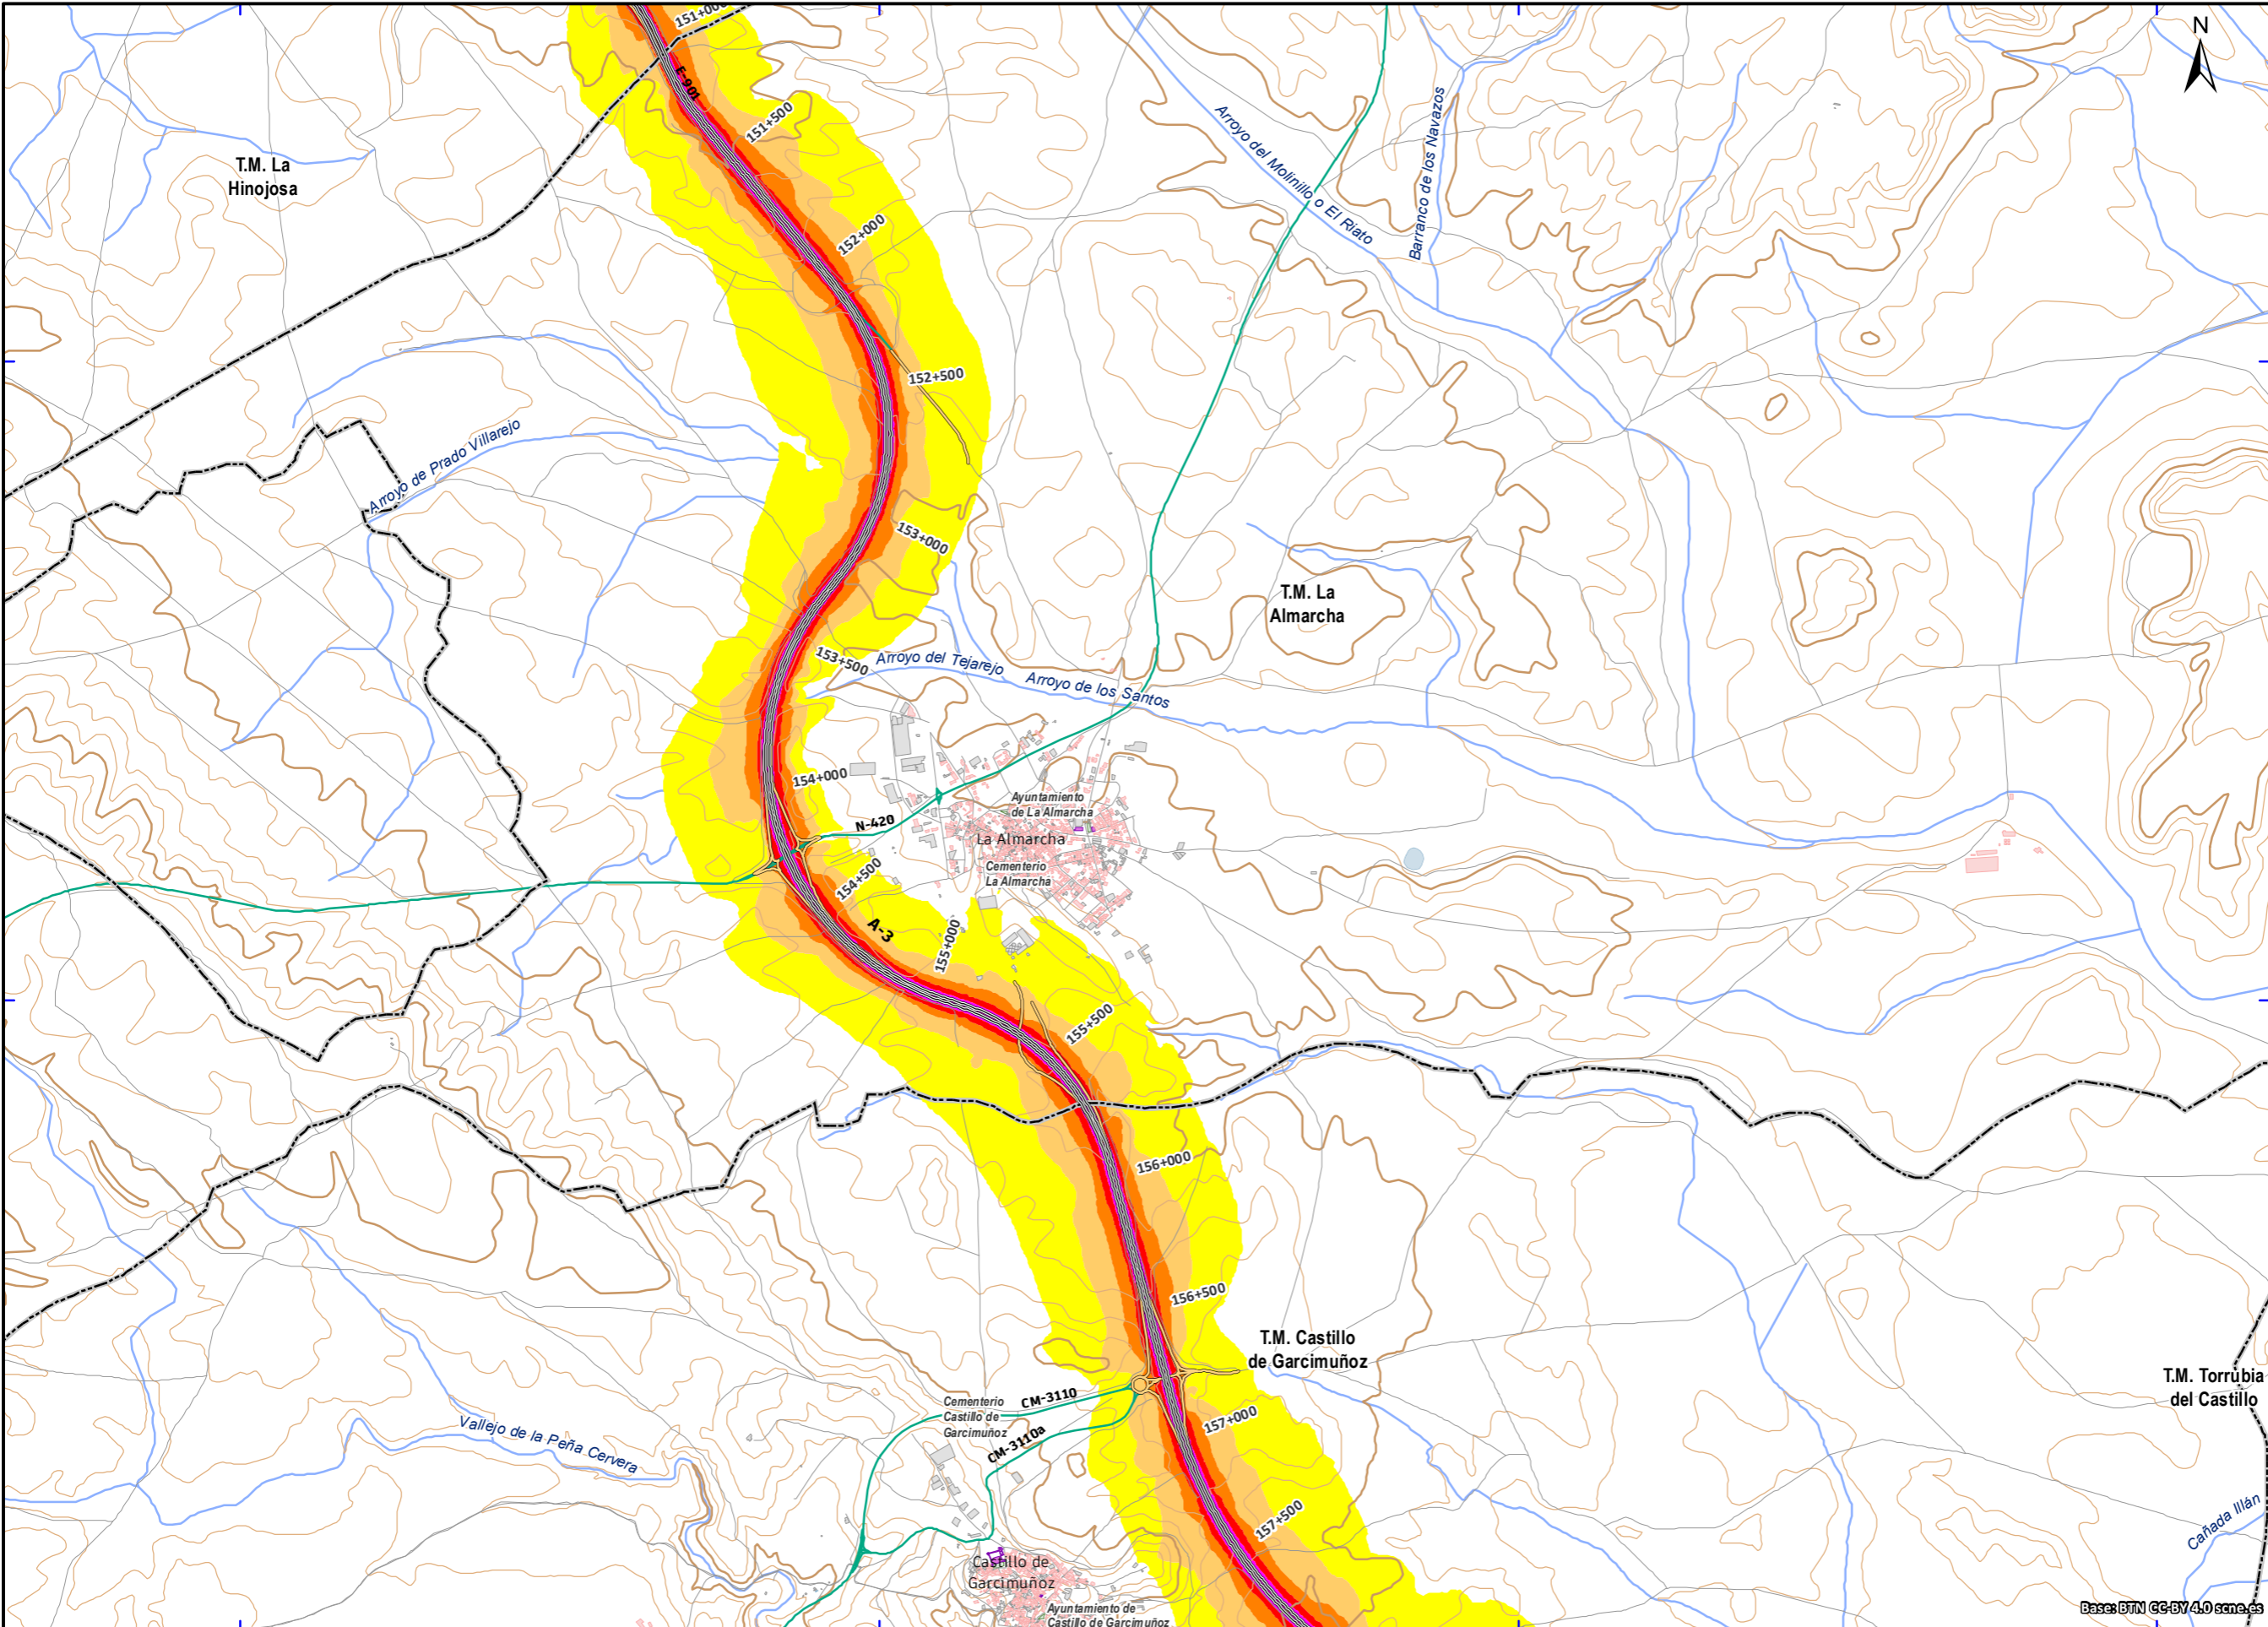 151+000
N
E-901
151+500
Arroyo del Molinillo o El Riato
Barranco de los Navazos
T.M. La
Hinojosa
152+000
152+500
Arroyo de Prado Villarejo
153+000
T.M. La
Almarcha
153+500
Arroyo del Tejarejo
Arroyo de los Santos
154+000
Ayuntamiento
de La Almarcha
N-420
La Almarcha
Cementerio
La Almarcha
154+500
A-3
155+000
155+500
156+000
156+500
T.M. Castillo
de Garcimuñoz
T.M. Torrubia
del Castillo
CM-3110
Cementerio
Castillo de
Garcimuñoz
157+000
CM-3110a
Vallejo de la Peña Cervera
157+500
Cañada Illán
Castillo de
Garcimuñoz
Ayuntamiento de
Castillo de Garcimuñoz
Base: BTN CC-BY 4.0 scne.es